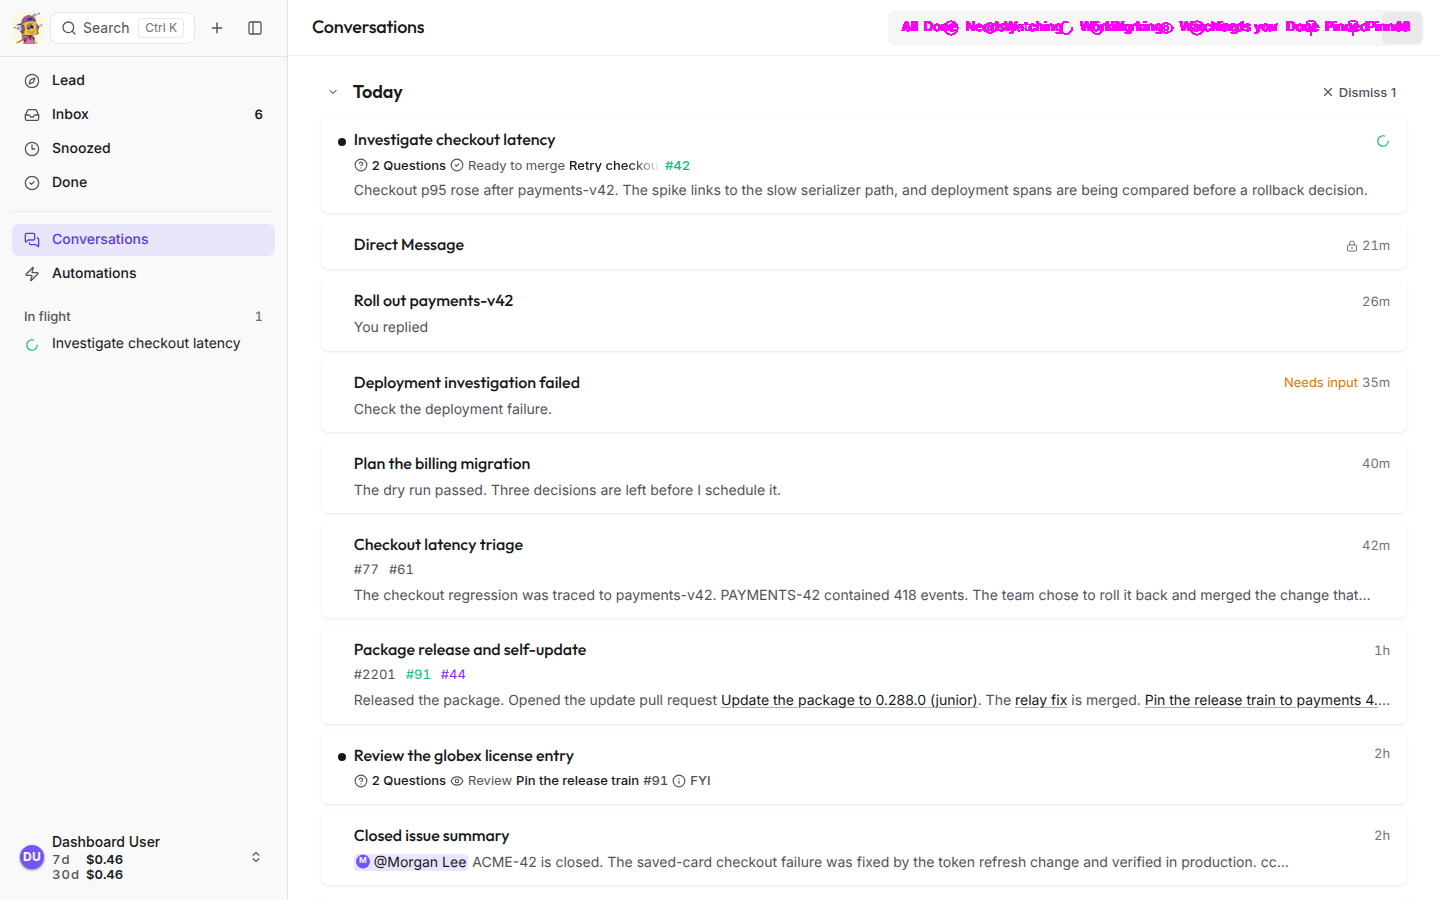 Search Ctrl K
Lead
Inbox 6
Snoozed
Done
Conversations
Automations
In flight 1
Investigate checkout latency
Dashboard User
DU
7d $0.46
30d $0.46
Conversations
All Done
Today
Dismiss 1
Investigate checkout latency
2 Questions Ready to merge Retry checkou #42
Checkout p95 rose after payments-v42. The spike links to the slow serializer path, and deployment spans are being compared before a rollback decision.
Direct Message 21m
Roll out payments-v42 26m
You replied
Deployment investigation failed Needs input 35m
Check the deployment failure.
Plan the billing migration 40m
The dry run passed. Three decisions are left before I schedule it.
Checkout latency triage 42m
#77 #61
The checkout regression was traced to payments-v42. PAYMENTS-42 contained 418 events. The team chose to roll it back and merged the change that...
Package release and self-update 1h
#2201 #91 #44
Released the package. Opened the update pull request Update the package to 0.288.0 (junior). The relay fix is merged. Pin the release train to payments 4....
Review the globex license entry 2h
2 Questions Review Pin the release train #91 FYI
Closed issue summary 2h
M @Morgan Lee ACME-42 is closed. The saved-card checkout failure was fixed by the token refresh change and verified in production. cc...